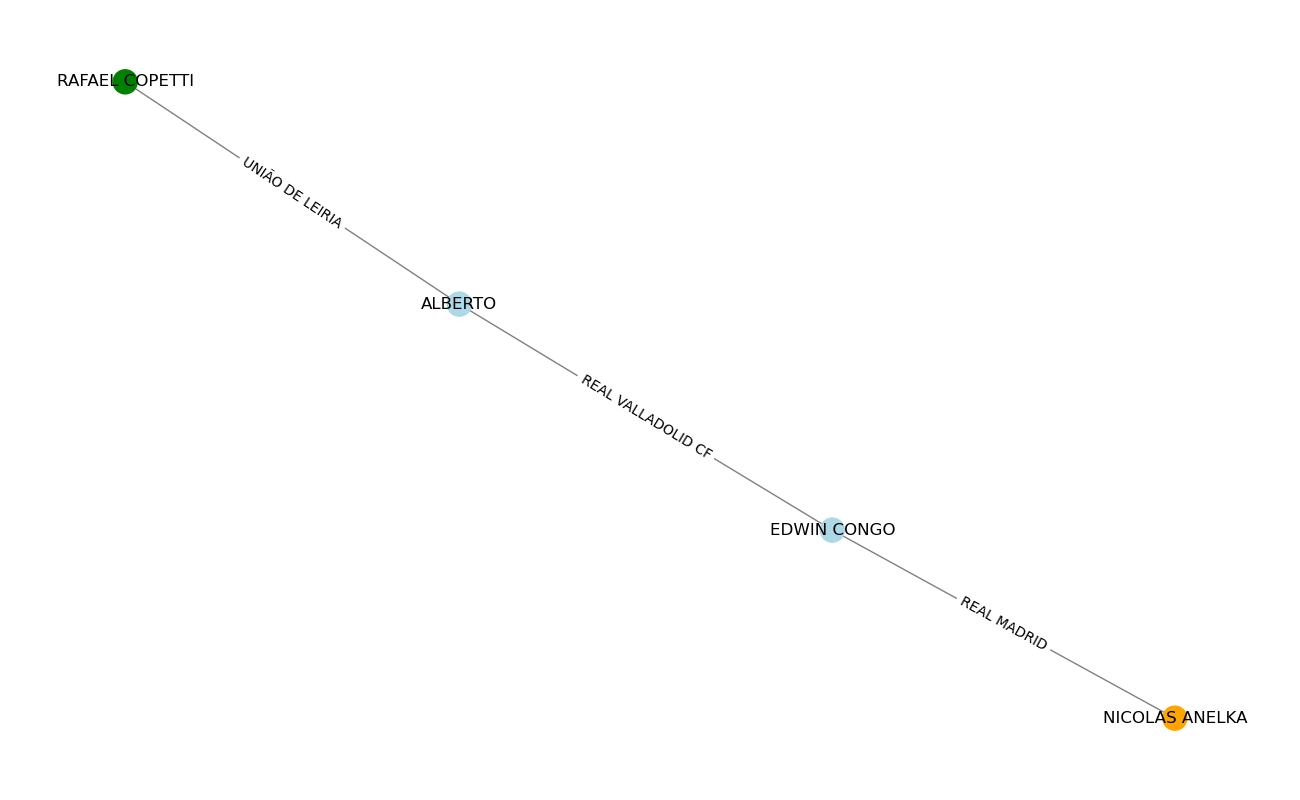 RAFAEL COPETTI
UNIÃO DE LEIRIA
ALBERTO
REAL VALLADOLID CF
EDWIN CONGO
REAL MADRID
NICOLAS ANELKA